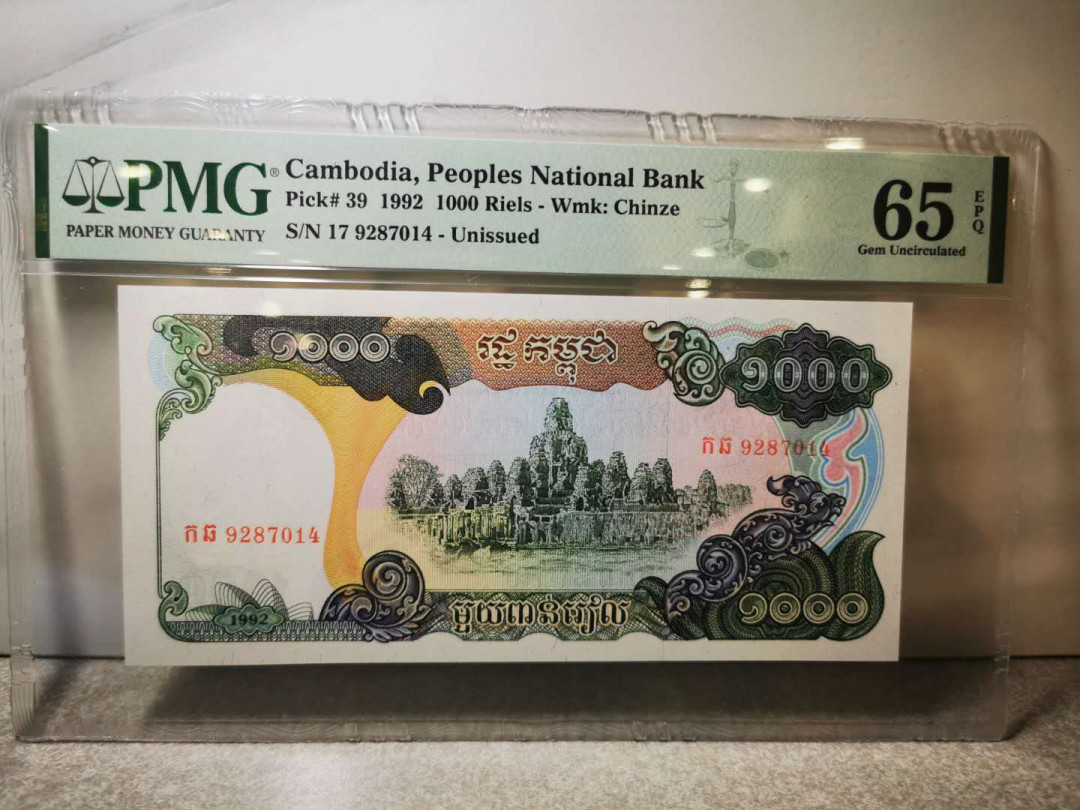 PMG® Cambodia, Peoples National Bank
Pick# 39 1992 1000 Riels - Wmk: Chinze
PAPER MONEY GUARANTY S/N 17 9287014 - Unissued
65 EPQ
Gem Uncirculated
១០០០ រដ្ឋ កម្ពុជា ១០០០
កឆ 9287014
កឆ 9287014
1992 មួយពាន់រៀល ១០០០